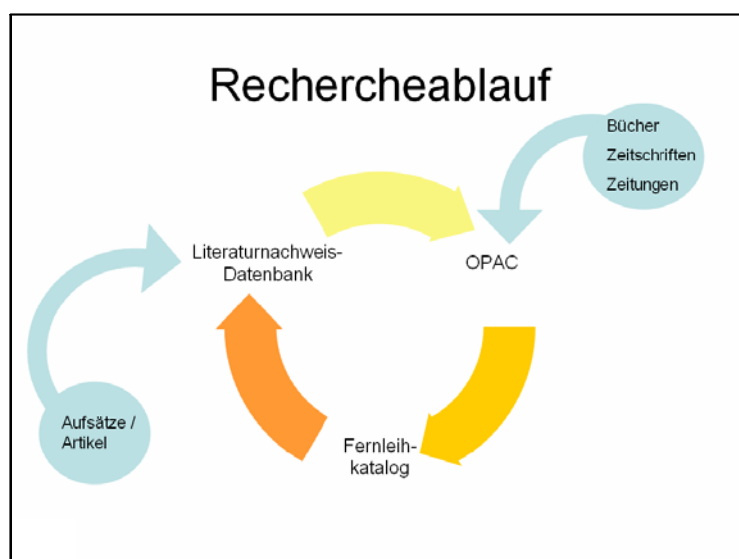 Rechercheablauf
Bücher
Zeitschriften
Zeitungen
Literaturnachweis-
Datenbank
OPAC
Aufsätze /
Artikel
Fernleih-
katalog